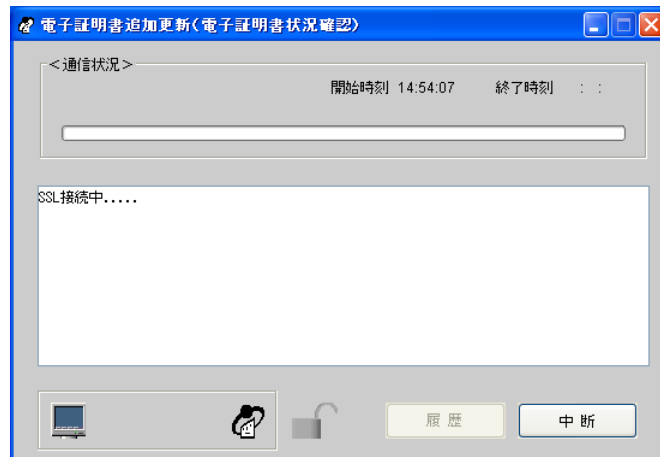 電子証明書追加更新(電子証明書状況確認)
<通信状況>
開始時刻 14:54:07 終了時刻 : :
SSL接続中.....
履歴 中断